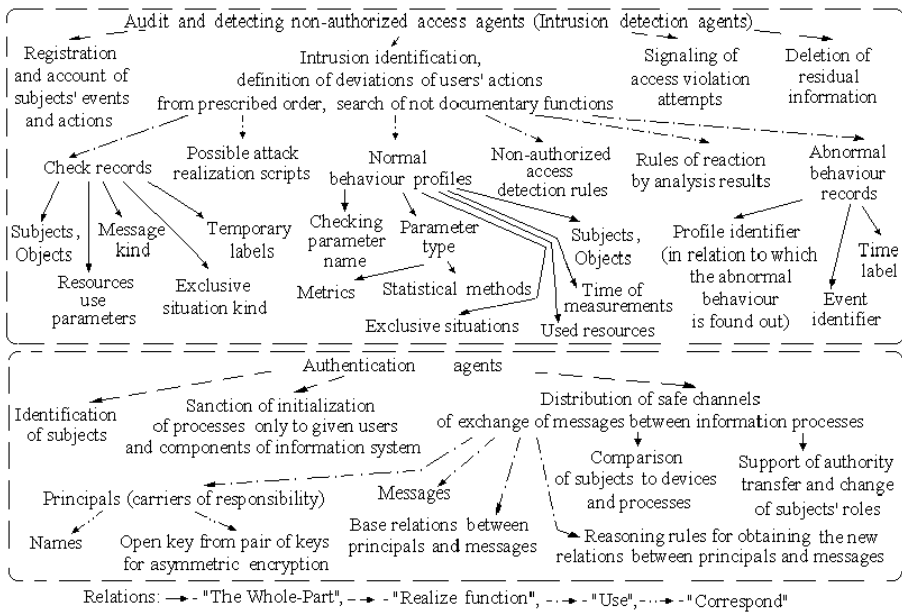 Audit and detecting non-authorized access agents (Intrusion detection agents)
Registration
and account of
subjects' events
and actions
Intrusion identification,
definition of deviations of users' actions
from prescribed order, search of not documentary functions
Signaling of
access violation
attempts
Deletion of
residual
information
Check records
Possible attack
realization scripts
Normal
behaviour profiles
Non-authorized
access
detection rules
Rules of reaction
by analysis results
Abnormal
behaviour
records
Subjects,
Objects
Message
kind
Temporary
labels
Resources
use
parameters
Exclusive
situation kind
Checking
parameter
name
Parameter
type
Subjects,
Objects
Metrics
Statistical methods
Time of
measurements
Exclusive situations
Used resources
Profile identifier
(in relation to which
the abnormal
behaviour
is found out)
Time
label
Event
identifier
Authentication agents
Identification
of subjects
Sanction of initialization
of processes only to given users
and components of information system
Distribution of safe channels
of exchange of messages between information processes
Comparison
of subjects to devices
and processes
Support of authority
transfer and change
of subjects' roles
Principals (carriers of responsibility)
Messages
Names
Open key from pair of keys
for asymmetric encryption
Base relations between
principals and messages
Reasoning rules for obtaining the new
relations between principals and messages
Relations: - "The Whole-Part", - "Realize function", - "Use", - "Correspond"